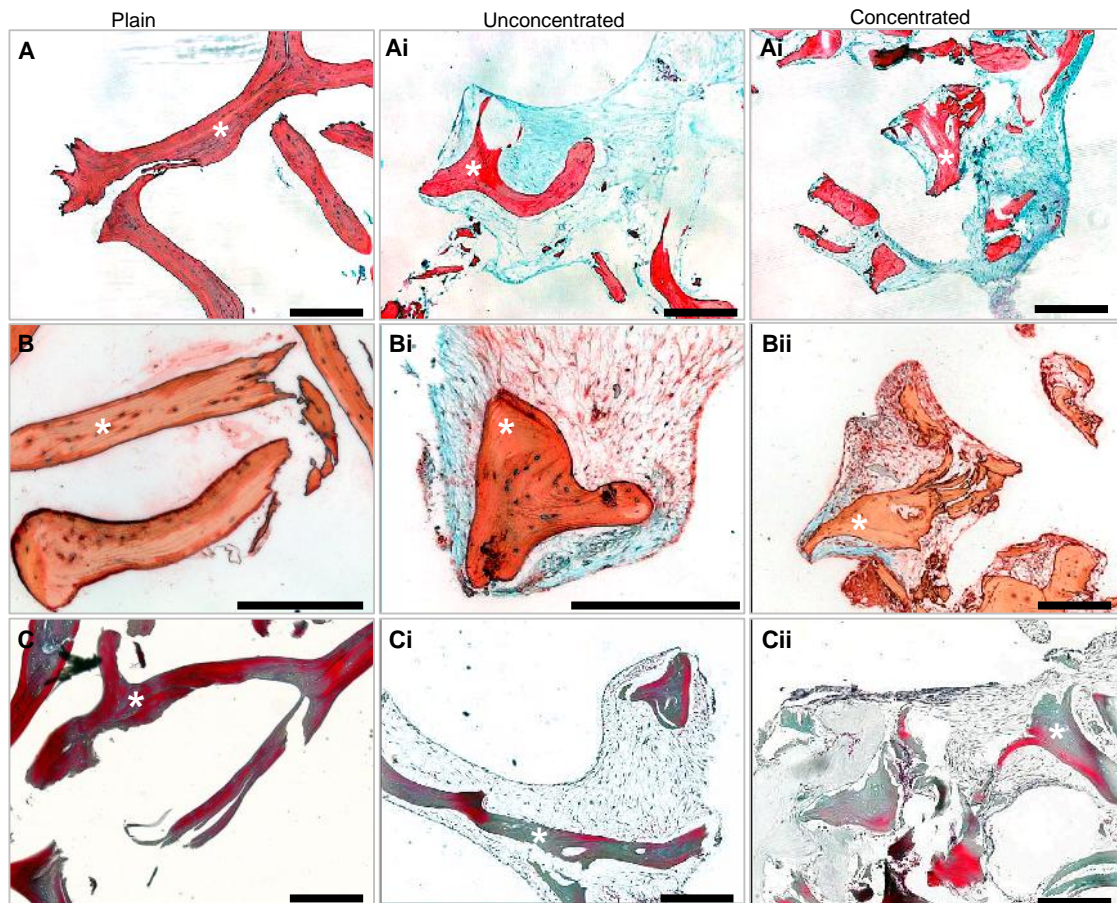 Plain Unconcentrated Concentrated
A Ai Ai
* * *
B Bi Bii
* * *
C Ci Cii
* * *